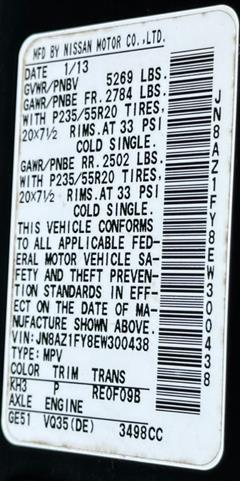 MFD BY NISSAN MOTOR CO.,LTD.
DATE 1/13
GVWR/PNBV 5269 LBS.
GAWR/PNBE FR. 2784 LBS.
WITH P235/55R20 TIRES,
20X7½ RIMS.AT 33 PSI
COLD SINGLE.
GAWR/PNBE RR. 2502 LBS.
WITH P235/55R20 TIRES,
20X7½ RIMS.AT 33 PSI
COLD SINGLE.
THIS VEHICLE CONFORMS
TO ALL APPLICABLE FED-
ERAL MOTOR VEHICLE SA-
FETY AND THEFT PREVEN-
TION STANDARDS IN EFF-
ECT ON THE DATE OF MA-
NUFACTURE SHOWN ABOVE.
VIN:JN8AZ1FY8EW300438
TYPE:MPV
COLOR TRIM TRANS
KH3 P RE0F09B
AXLE ENGINE
GE51 VQ35(DE) 3498CC
JN8AZ1FY8EW300438